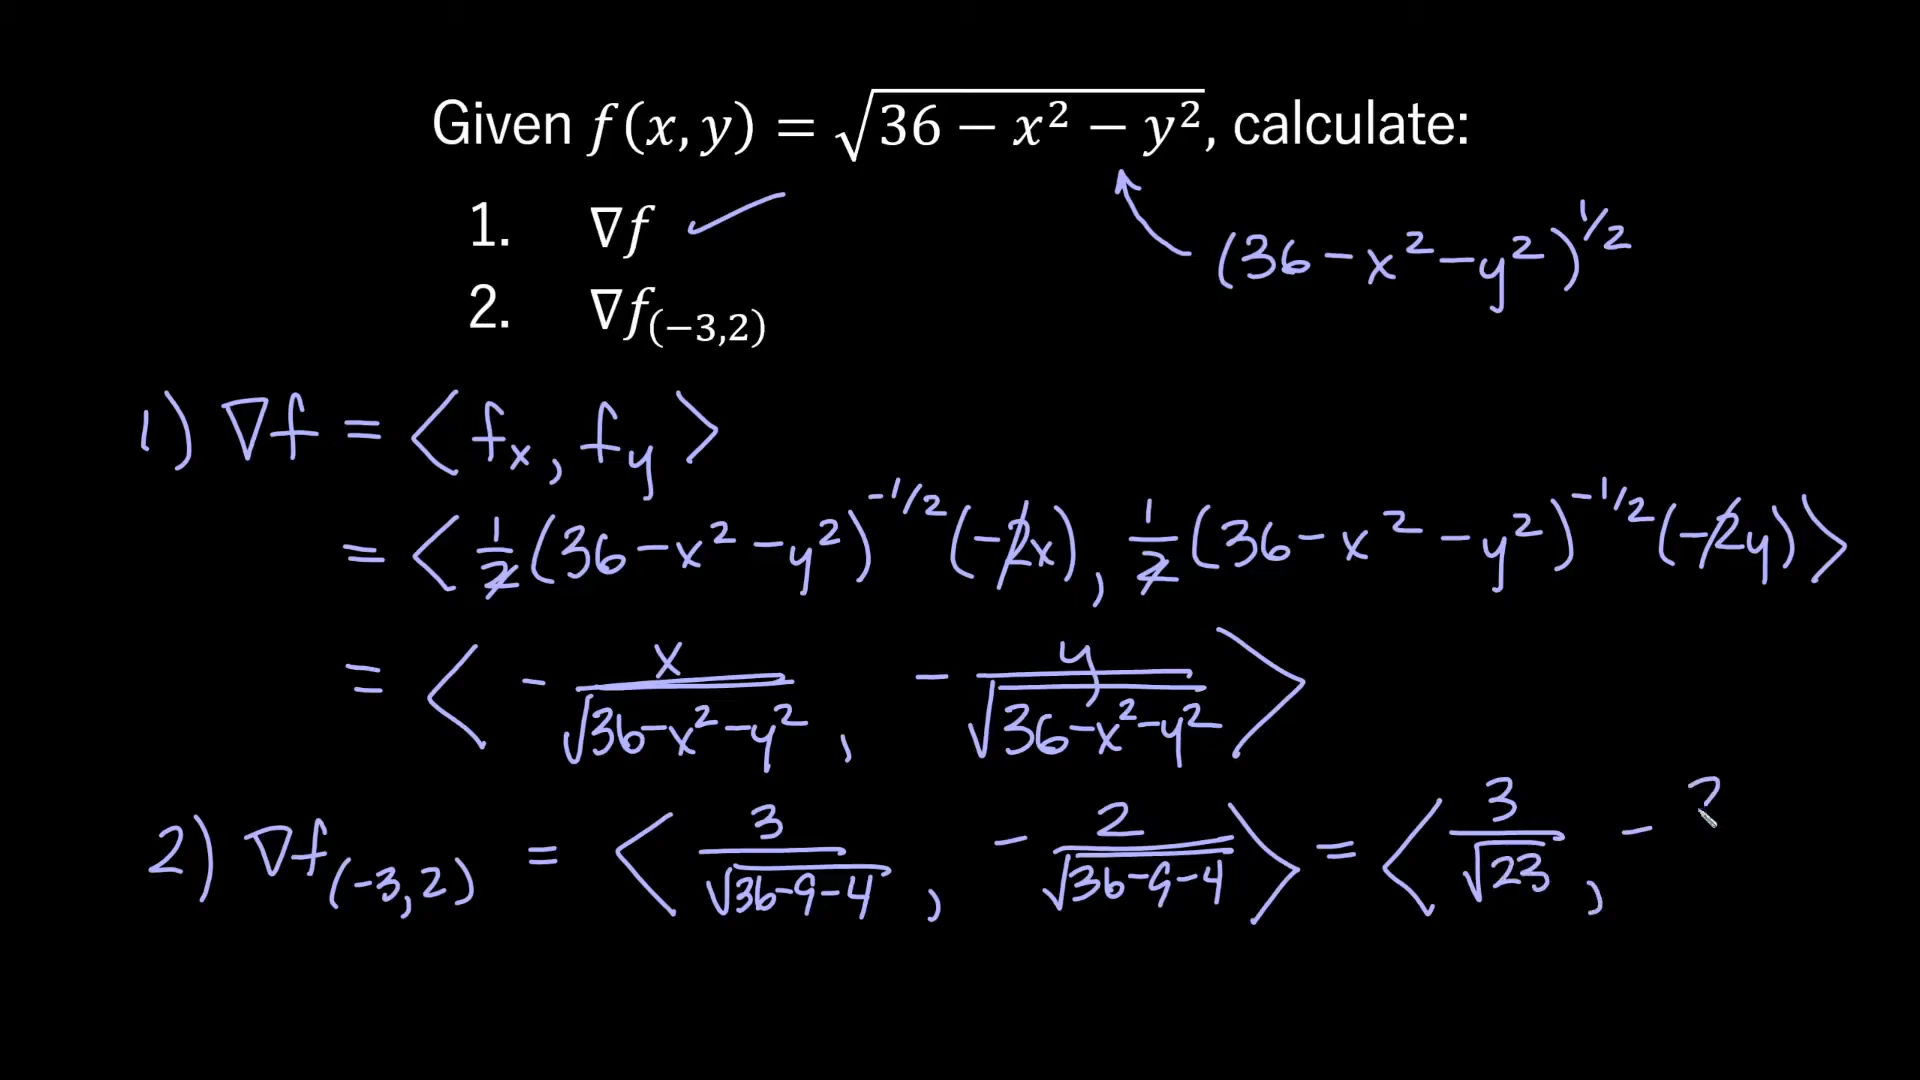 Given f(x, y) = √(36 − x² − y²), calculate:
1. ∇f ✓
(36 − x² − y²)^1/2
2. ∇f(−3,2)
1) ∇f = ⟨ fx, fy ⟩
= ⟨ 1/2 (36 − x² − y²)^−1/2 (−2x), 1/2 (36 − x² − y²)^−1/2 (−2y) ⟩
= ⟨ − x/√(36 − x² − y²), − y/√(36 − x² − y²) ⟩
2) ∇f(−3,2) = ⟨ 3/√(36−9−4), − 2/√(36−9−4) ⟩ = ⟨ 3/√23, −